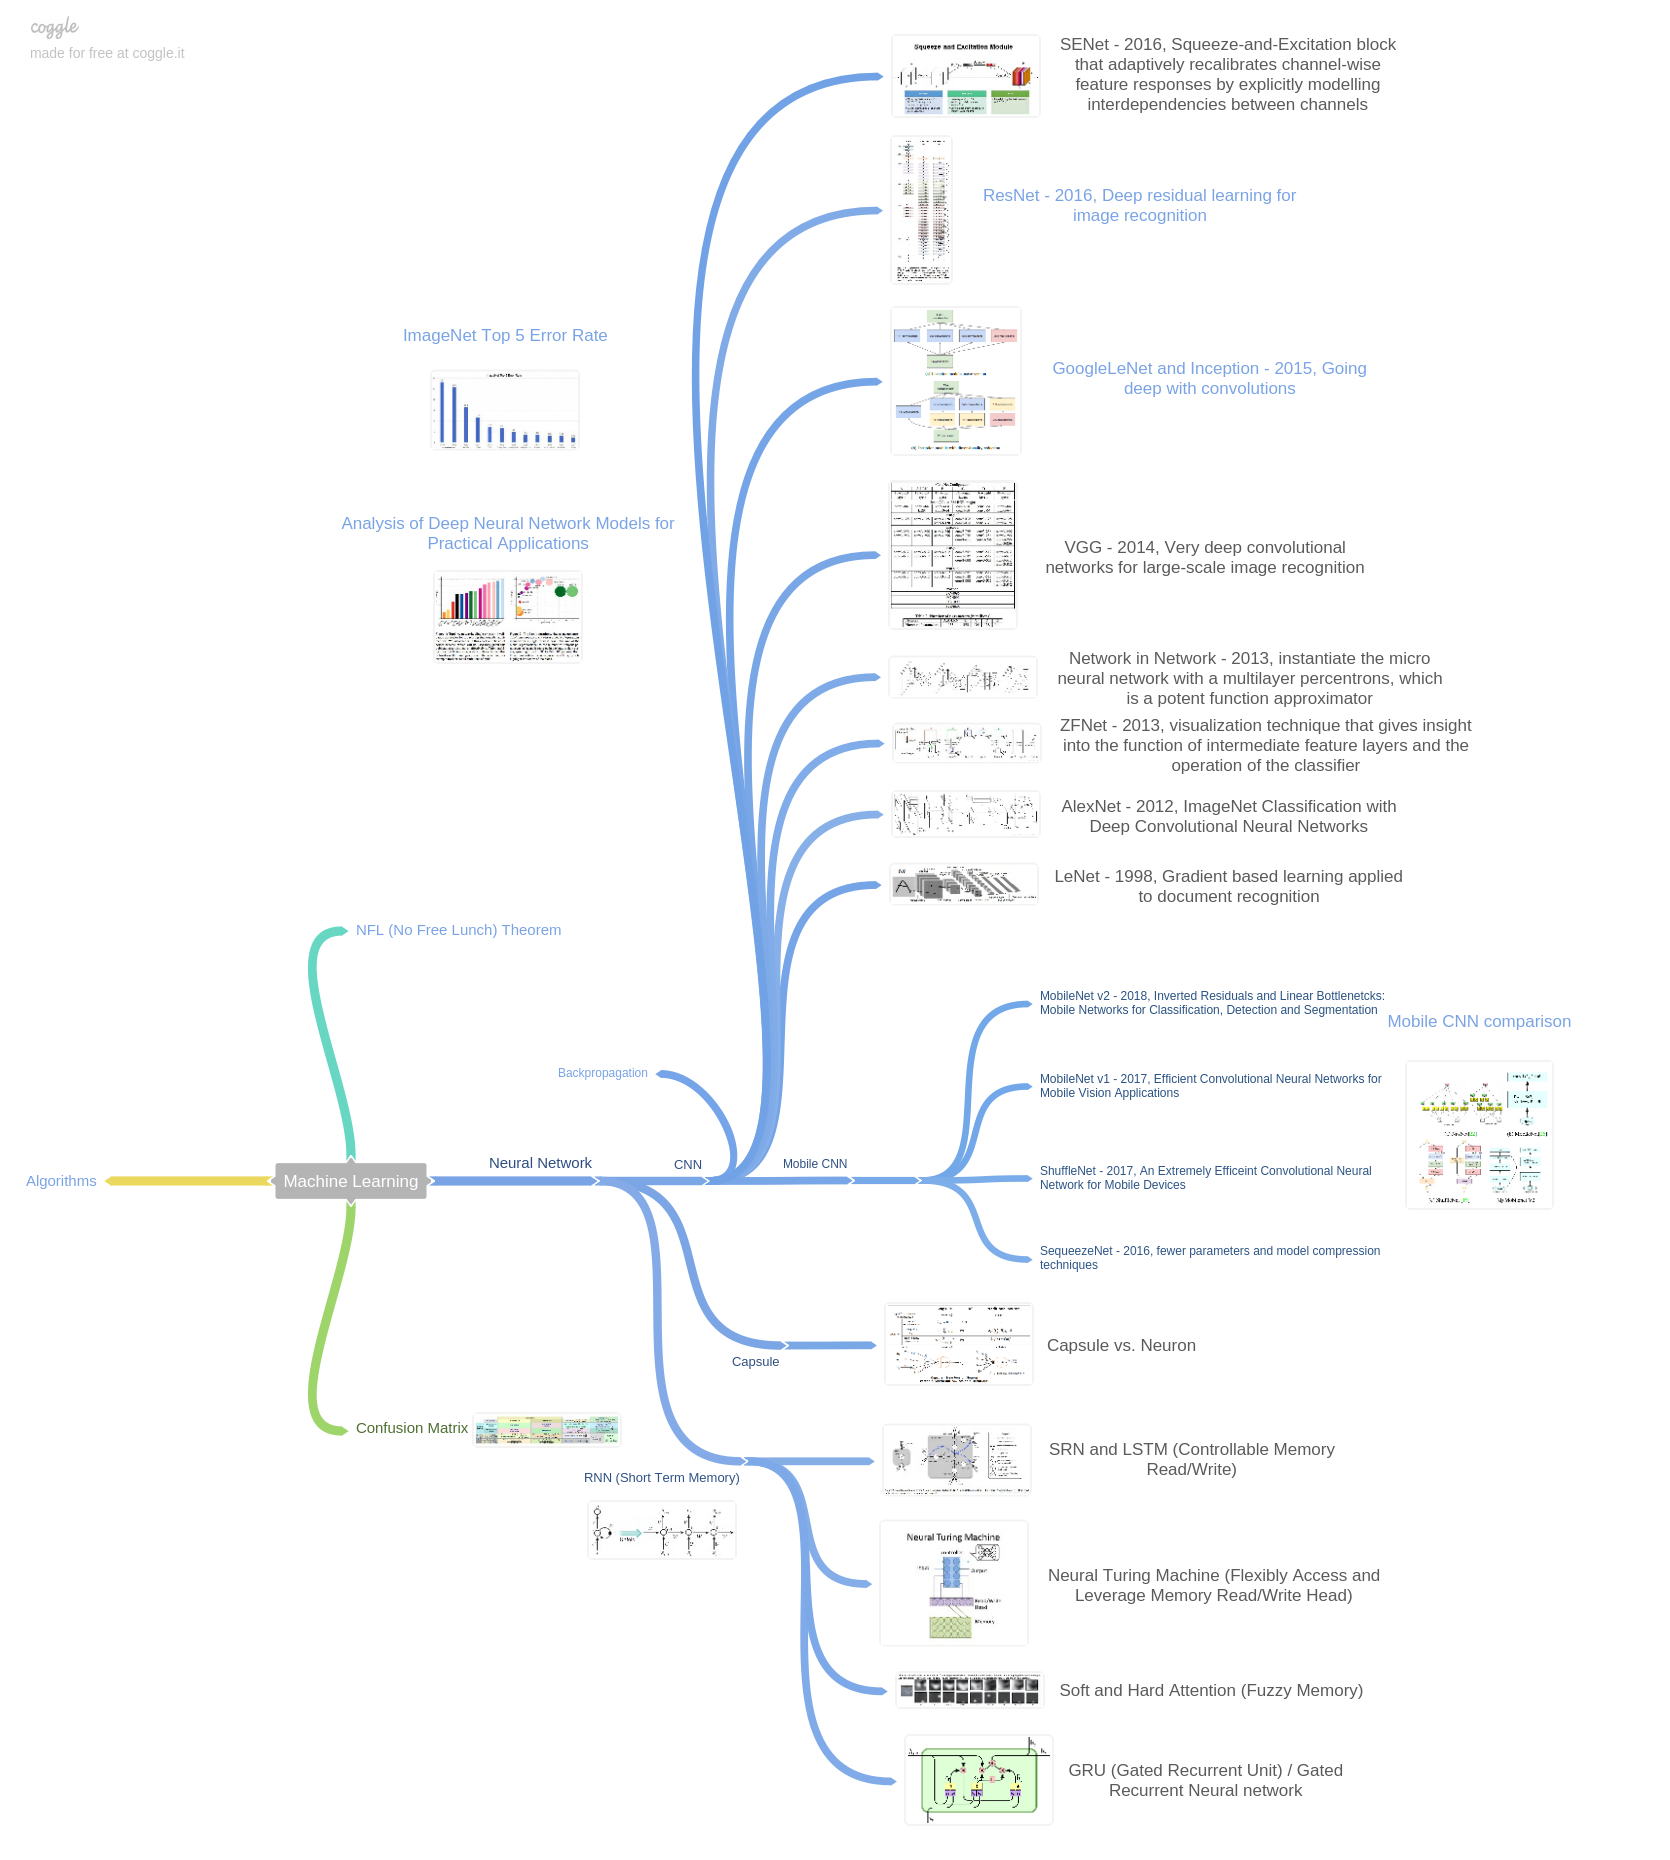 coggle
made for free at coggle.it
Squeeze and Excitation Module
SENet - 2016, Squeeze-and-Excitation block
that adaptively recalibrates channel-wise
feature responses by explicitly modelling
interdependencies between channels
ResNet - 2016, Deep residual learning for
image recognition
ImageNet Top 5 Error Rate
GoogleLeNet and Inception - 2015, Going
deep with convolutions
Analysis of Deep Neural Network Models for
Practical Applications
VGG - 2014, Very deep convolutional
networks for large-scale image recognition
Network in Network - 2013, instantiate the micro
neural network with a multilayer percentrons, which
is a potent function approximator
ZFNet - 2013, visualization technique that gives insight
into the function of intermediate feature layers and the
operation of the classifier
AlexNet - 2012, ImageNet Classification with
Deep Convolutional Neural Networks
LeNet - 1998, Gradient based learning applied
to document recognition
NFL (No Free Lunch) Theorem
MobileNet v2 - 2018, Inverted Residuals and Linear Bottlenetcks:
Mobile Networks for Classification, Detection and Segmentation
Mobile CNN comparison
Backpropagation
MobileNet v1 - 2017, Efficient Convolutional Neural Networks for
Mobile Vision Applications
Neural Network
CNN
Mobile CNN
Algorithms
Machine Learning
ShuffleNet - 2017, An Extremely Efficeint Convolutional Neural
Network for Mobile Devices
SequeezeNet - 2016, fewer parameters and model compression
techniques
Capsule
Capsule vs. Neuron
Confusion Matrix
RNN (Short Term Memory)
SRN and LSTM (Controllable Memory
Read/Write)
Neural Turing Machine
Memory
Neural Turing Machine (Flexibly Access and
Leverage Memory Read/Write Head)
Soft and Hard Attention (Fuzzy Memory)
GRU (Gated Recurrent Unit) / Gated
Recurrent Neural network